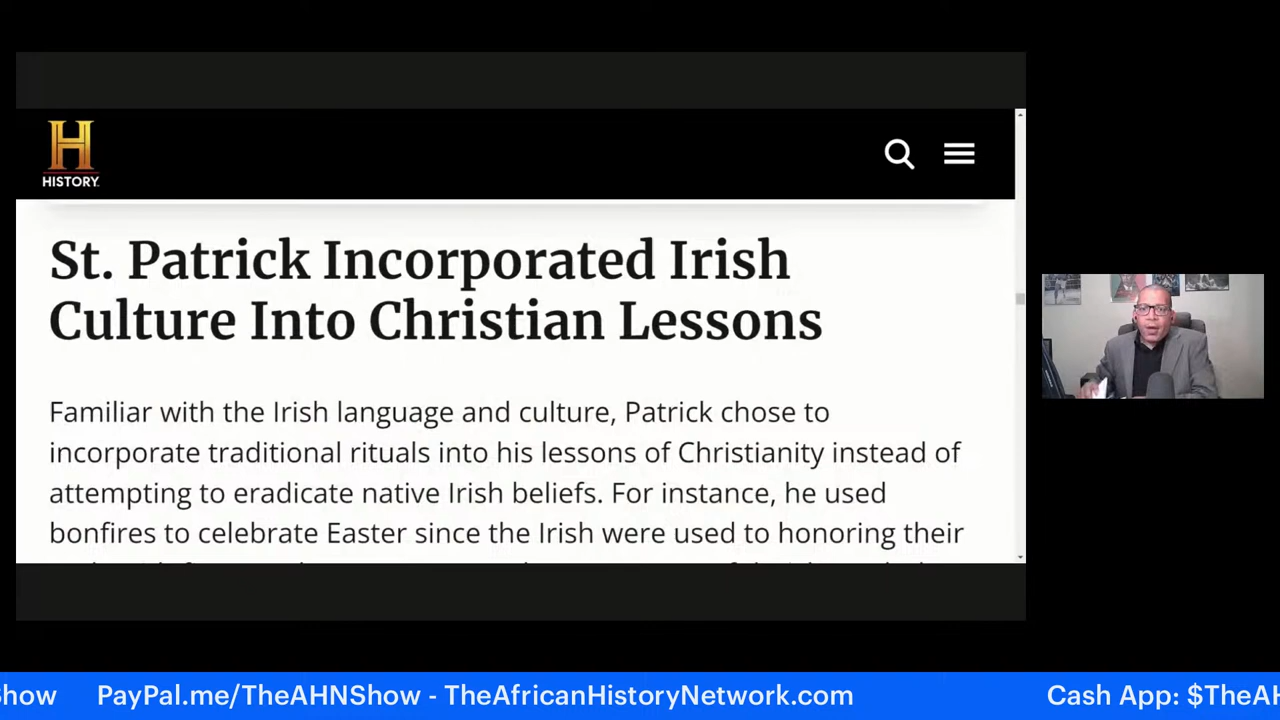 H
HISTORY
St. Patrick Incorporated Irish
Culture Into Christian Lessons
Familiar with the Irish language and culture, Patrick chose to
incorporate traditional rituals into his lessons of Christianity instead of
attempting to eradicate native Irish beliefs. For instance, he used
bonfires to celebrate Easter since the Irish were used to honoring their
Show PayPal.me/TheAHNShow - TheAfricanHistoryNetwork.com Cash App: $TheAH